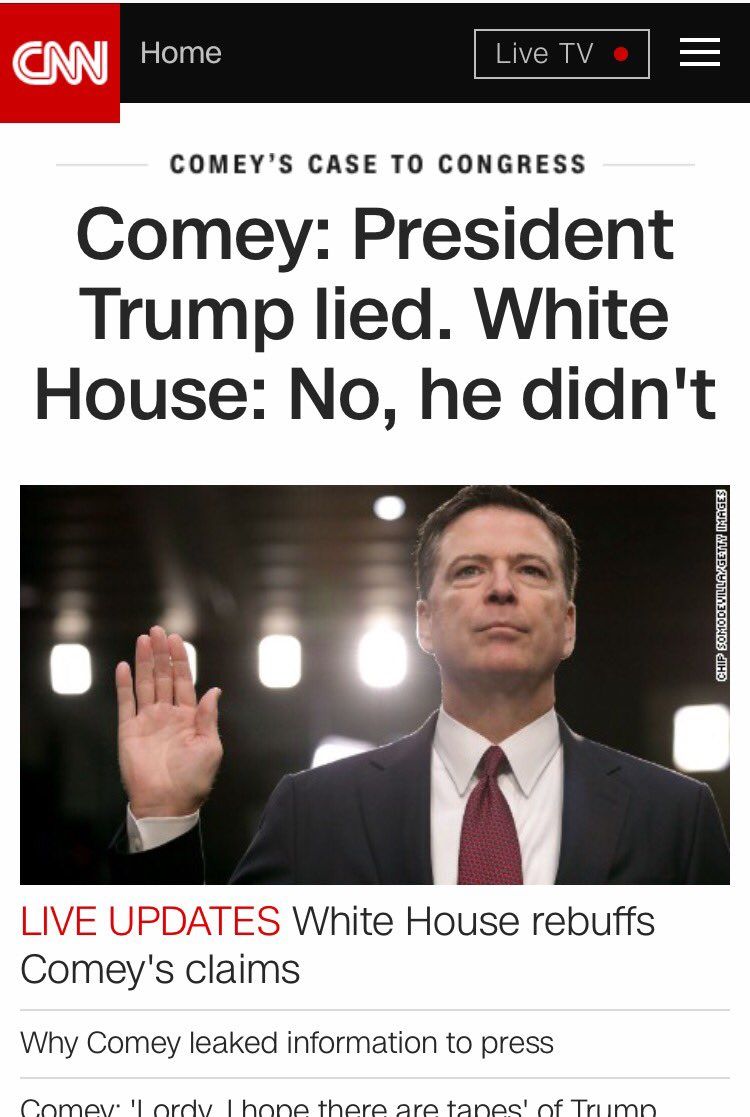 CNN
Home
Live TV
COMEY'S CASE TO CONGRESS
Comey: President
Trump lied. White
House: No, he didn't
CHIP SOMODEVILLA/GETTY IMAGES
LIVE UPDATES White House rebuffs
Comey's claims
Why Comey leaked information to press
Comey: 'Lordy, I hope there are tapes' of Trump